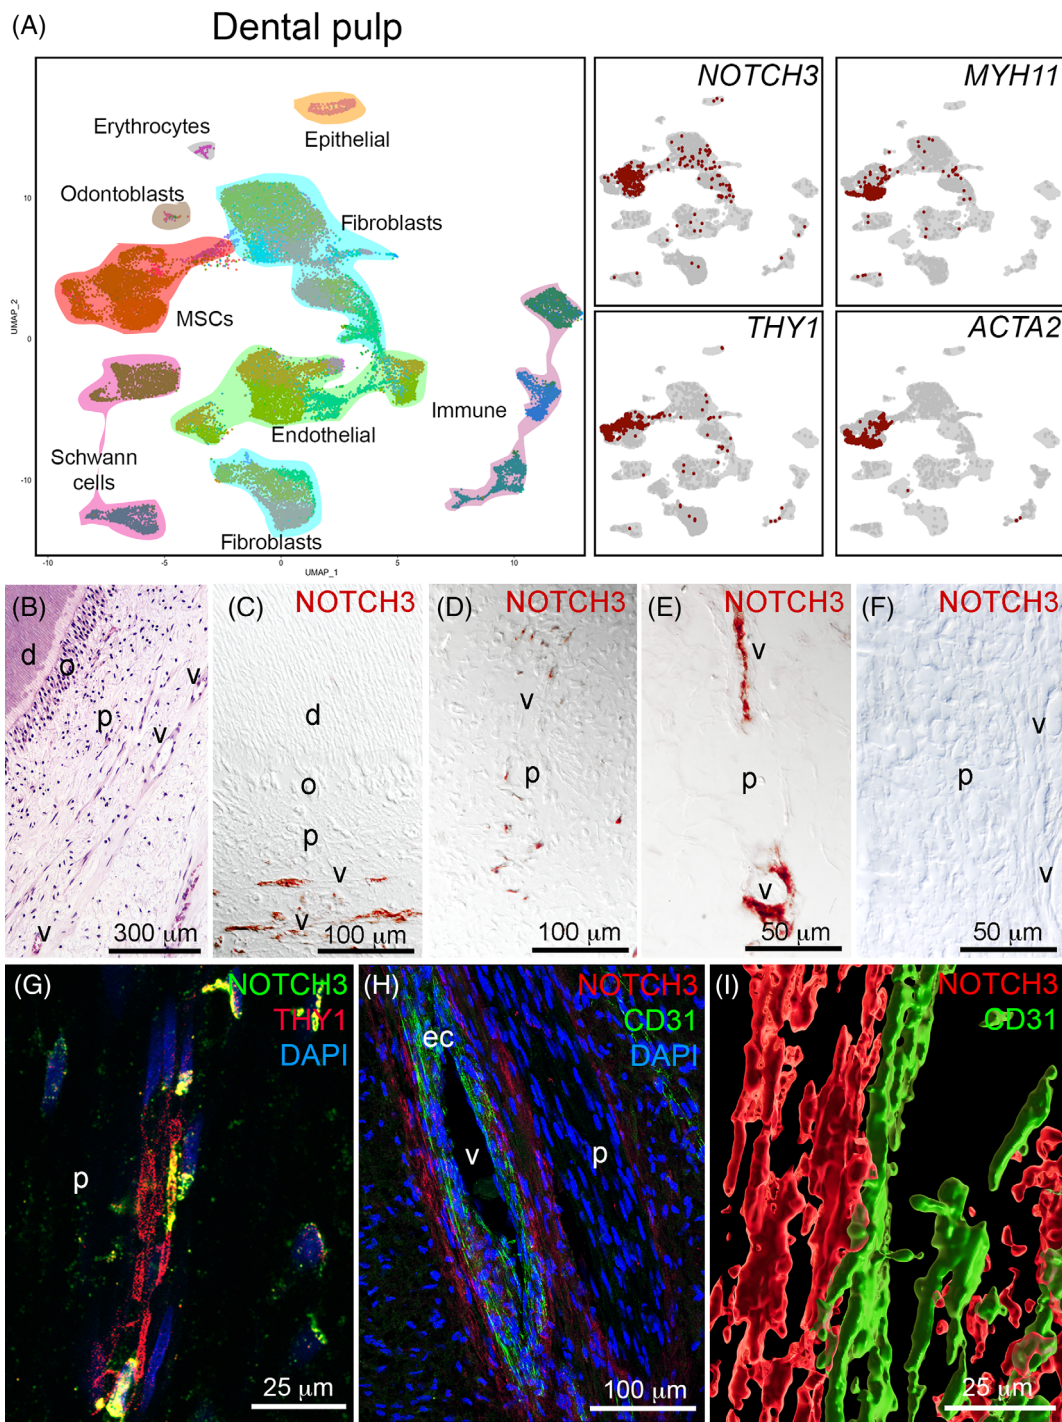 (A)
Dental pulp
NOTCH3
MYH11
Erythrocytes
Epithelial
Odontoblasts
Fibroblasts
MSCs
Immune
Endothelial
Schwann
cells
Fibroblasts
10
0
-10
UMAP_2
-10
-5
0
5
10
UMAP_1
THY1
ACTA2
(B)
d
o
v
p
v
v
300 μm
(C)
NOTCH3
d
o
p
v
v
100 μm
(D)
NOTCH3
v
p
100 μm
(E)
NOTCH3
v
p
v
50 μm
(F)
NOTCH3
v
p
v
50 μm
(G)
NOTCH3
THY1
DAPI
p
25 μm
(H)
NOTCH3
CD31
DAPI
ec
v
p
100 μm
(I)
NOTCH3
CD31
25 μm